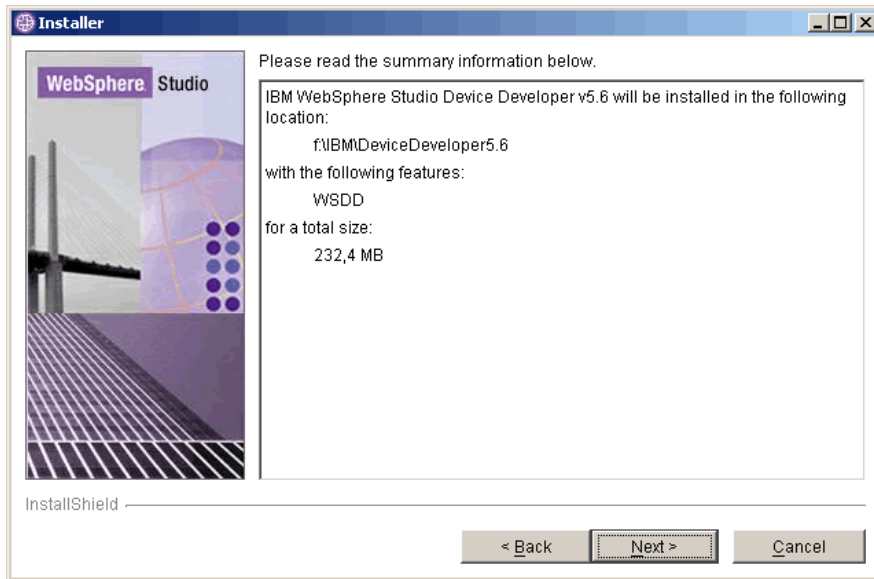 Installer
WebSphere Studio
Please read the summary information below.
IBM WebSphere Studio Device Developer v5.6 will be installed in the following
location:
f:\IBM\DeviceDeveloper5.6
with the following features:
WSDD
for a total size:
232,4 MB
InstallShield
< Back
Next >
Cancel